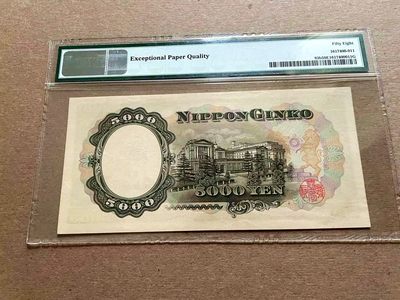 Exceptional Paper Quality
Fifty Eight
5000
NIPPON GINKO
5000 YEN
5000